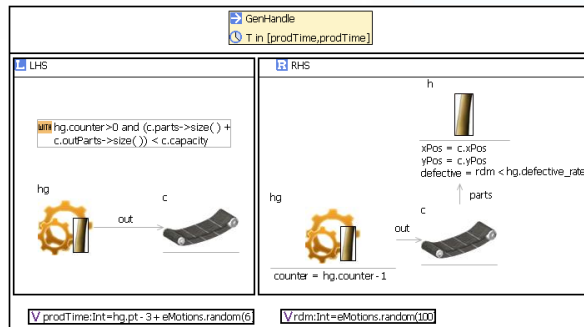 GenHandle
T in [prodTime,prodTime]
L LHS
R RHS
WITH hg.counter>0 and (c.parts->size( ) +
c.outParts->size( )) < c.capacity
hg
c
out
h
xPos = c.xPos
yPos = c.yPos
defective = rdm < hg.defective_rate
parts
hg
c
out
counter = hg.counter - 1
V prodTime:Int=hg.pt - 3 + eMotions.random(6
V rdm:Int=eMotions.random(100